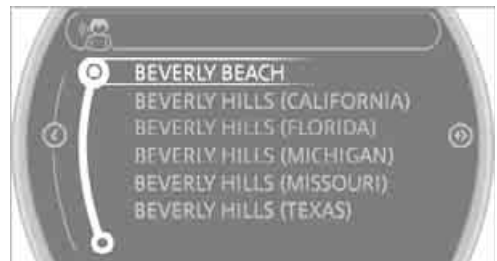 BEVERLY BEACH
BEVERLY HILLS (CALIFORNIA)
BEVERLY HILLS (FLORIDA)
BEVERLY HILLS (MICHIGAN)
BEVERLY HILLS (MISSOURI)
BEVERLY HILLS (TEXAS)